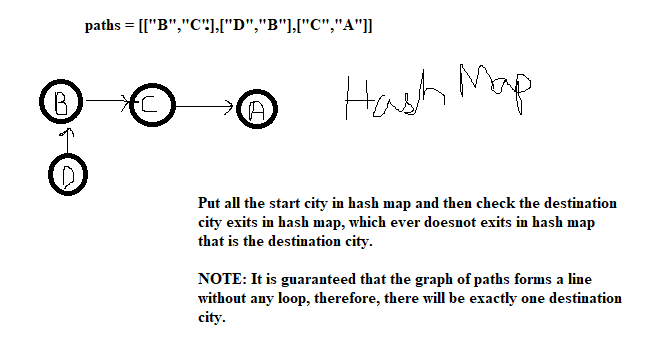 paths = [["B","C"],["D","B"],["C","A"]]
Hash Map
B C A
D
Put all the start city in hash map and then check the destination
city exits in hash map, which ever doesnot exits in hash map
that is the destination city.
NOTE: It is guaranteed that the graph of paths forms a line
without any loop, therefore, there will be exactly one destination
city.